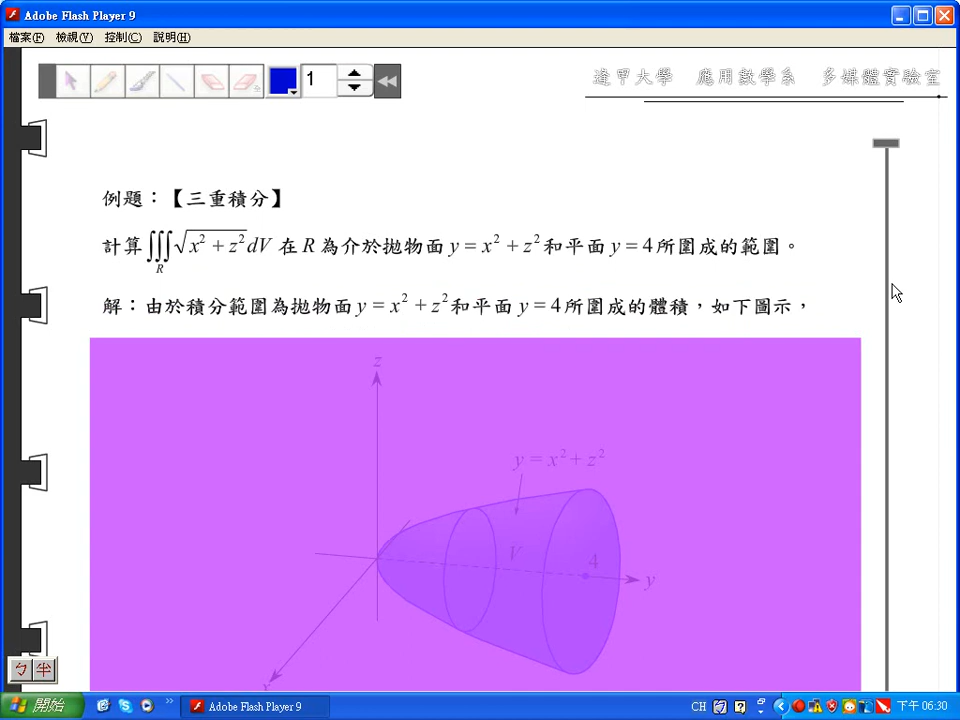 Adobe Flash Player 9
檔案(F) 檢視(V) 控制(C) 說明(H)
1
逢甲大學 應用數學系 多媒體實驗室
例題：【三重積分】
計算 ∭_R √(x² + z²) dV 在 R 為介於拋物面 y = x² + z² 和平面 y = 4 所圍成的範圍。
解：由於積分範圍為拋物面 y = x² + z² 和平面 y = 4 所圍成的體積，如下圖示，
z
y = x² + z²
V
4
y
x
ㄅ 半
開始 Adobe Flash Player 9 CH 下午 06:30